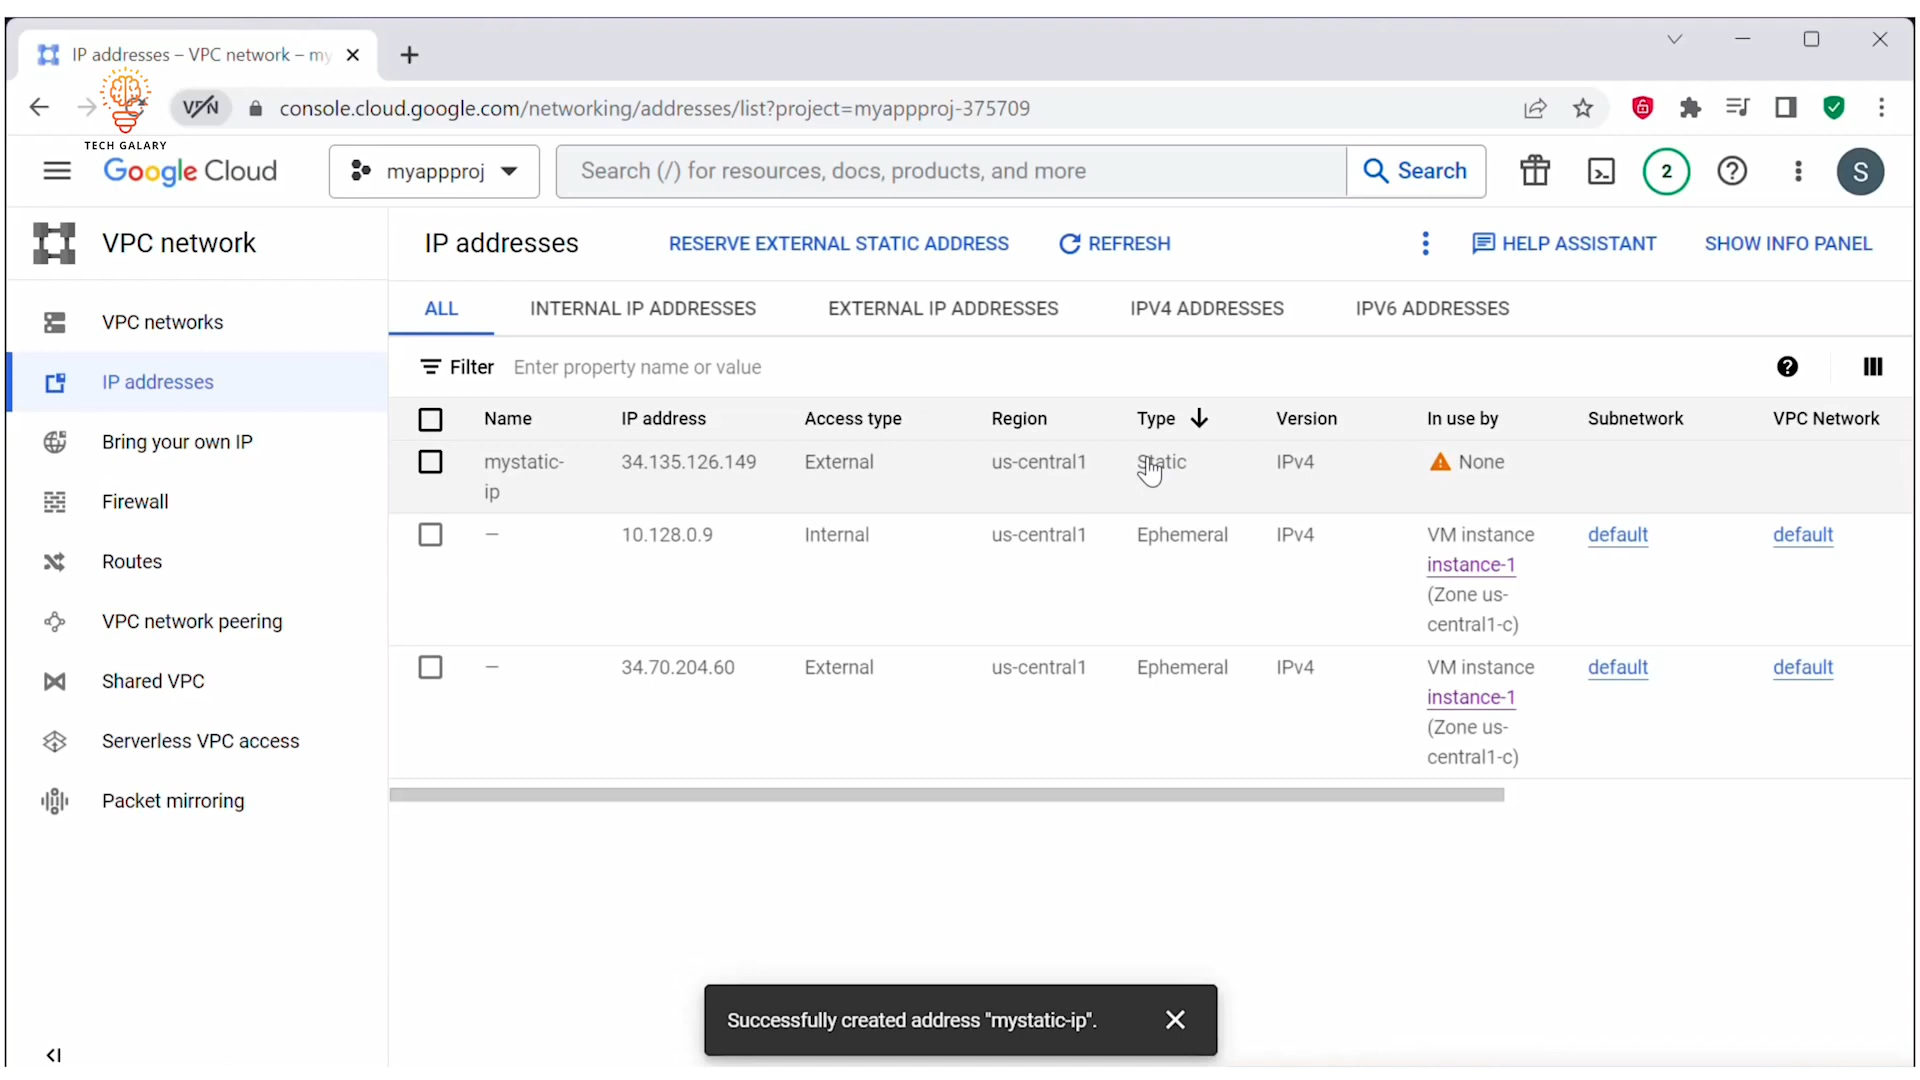 IP addresses – VPC network – my
VPN
console.cloud.google.com/networking/addresses/list?project=myappproj-375709
TECH GALARY
Google Cloud
myappproj
Search (/) for resources, docs, products, and more
Search
2
S
VPC network
IP addresses
RESERVE EXTERNAL STATIC ADDRESS
REFRESH
HELP ASSISTANT
SHOW INFO PANEL
VPC networks
IP addresses
Bring your own IP
Firewall
Routes
VPC network peering
Shared VPC
Serverless VPC access
Packet mirroring
ALL
INTERNAL IP ADDRESSES
EXTERNAL IP ADDRESSES
IPV4 ADDRESSES
IPV6 ADDRESSES
Filter
Enter property name or value
Name IP address Access type Region Type Version In use by Subnetwork VPC Network
mystatic- 34.135.126.149 External us-central1 Static IPv4 None
ip
– 10.128.0.9 Internal us-central1 Ephemeral IPv4 VM instance default default
instance-1
(Zone us-
central1-c)
– 34.70.204.60 External us-central1 Ephemeral IPv4 VM instance default default
instance-1
(Zone us-
central1-c)
Successfully created address "mystatic-ip".